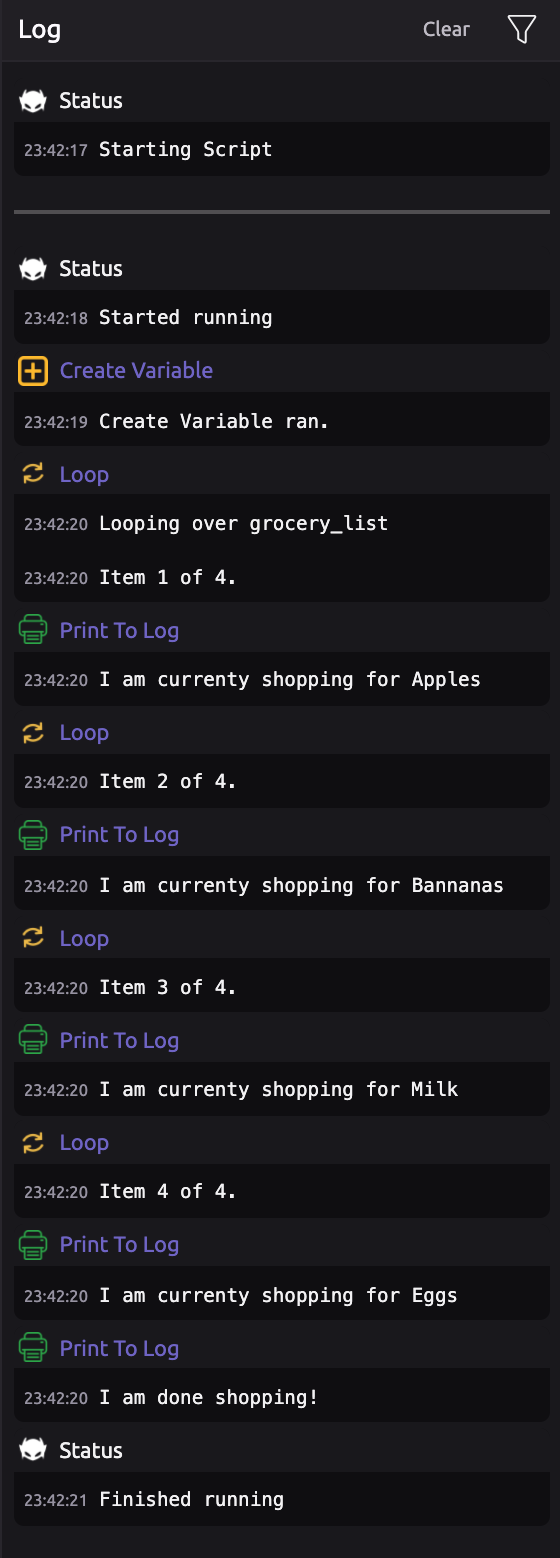 Log
Clear
Status
23:42:17 Starting Script
Status
23:42:18 Started running
Create Variable
23:42:19 Create Variable ran.
Loop
23:42:20 Looping over grocery_list
23:42:20 Item 1 of 4.
Print To Log
23:42:20 I am currenty shopping for Apples
Loop
23:42:20 Item 2 of 4.
Print To Log
23:42:20 I am currenty shopping for Bannanas
Loop
23:42:20 Item 3 of 4.
Print To Log
23:42:20 I am currenty shopping for Milk
Loop
23:42:20 Item 4 of 4.
Print To Log
23:42:20 I am currenty shopping for Eggs
Print To Log
23:42:20 I am done shopping!
Status
23:42:21 Finished running